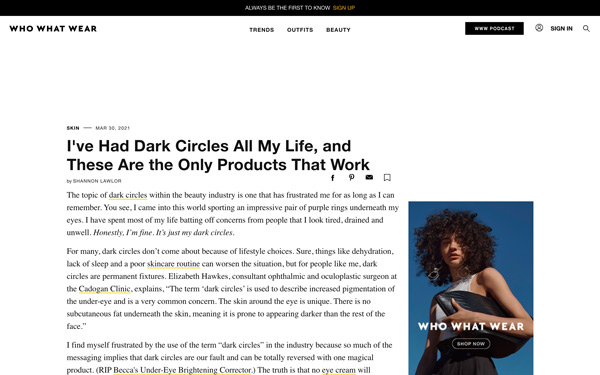 ALWAYS BE THE FIRST TO KNOW SIGN UP
WHO WHAT WEAR
TRENDS OUTFITS BEAUTY
WWW PODCAST
SIGN IN
SKIN — MAR 30, 2021
I've Had Dark Circles All My Life, and
These Are the Only Products That Work
by SHANNON LAWLOR
The topic of dark circles within the beauty industry is one that has frustrated me for as long as I can
remember. You see, I came into this world sporting an impressive pair of purple rings underneath my
eyes. I have spent most of my life batting off concerns from people that I look tired, drained and
unwell. Honestly, I'm fine. It's just my dark circles.
For many, dark circles don't come about because of lifestyle choices. Sure, things like dehydration,
lack of sleep and a poor skincare routine can worsen the situation, but for people like me, dark
circles are permanent fixtures. Elizabeth Hawkes, consultant ophthalmic and oculoplastic surgeon at
the Cadogan Clinic, explains, “The term ‘dark circles’ is used to describe increased pigmentation of
the under-eye and is a very common concern. The skin around the eye is unique. There is no
subcutaneous fat underneath the skin, meaning it is prone to appearing darker than the rest of the
face.”
I find myself frustrated by the use of the term “dark circles” in the industry because so much of the
messaging implies that dark circles are our fault and can be totally reversed with one magical
product. (RIP Becca's Under-Eye Brightening Corrector.) The truth is that no eye cream will
WHO WHAT WEAR
SHOP NOW